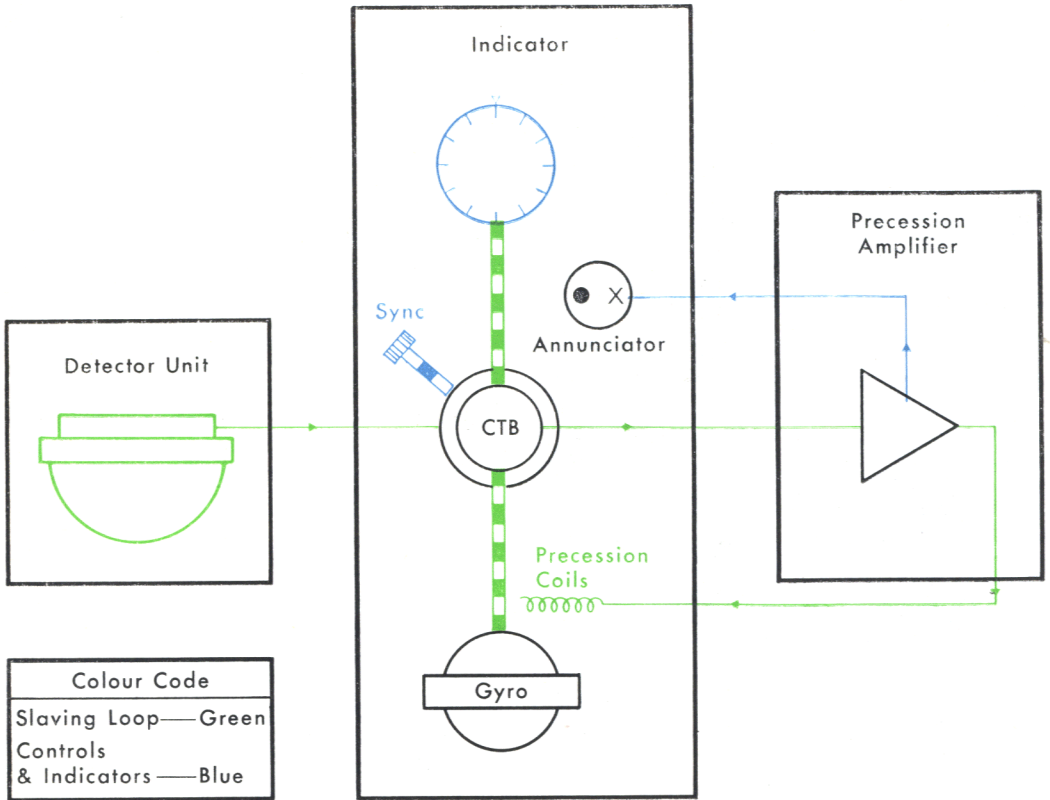 Indicator
Precession
Amplifier
Sync
Annunciator
Detector Unit
CTB
Precession
Coils
Gyro
Colour Code
Slaving Loop — Green
Controls
& Indicators — Blue